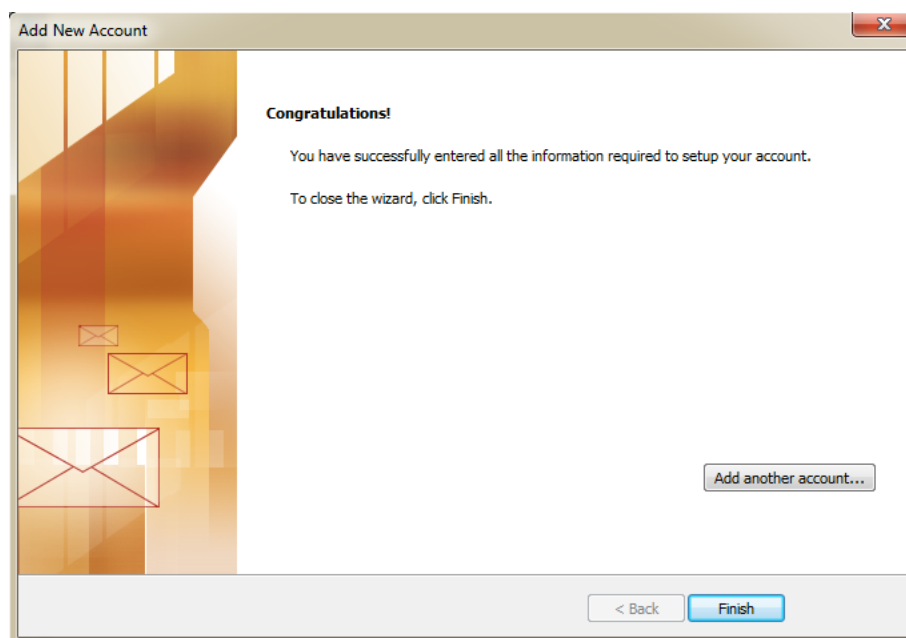 Add New Account
Congratulations!
You have successfully entered all the information required to setup your account.
To close the wizard, click Finish.
Add another account...
< Back
Finish